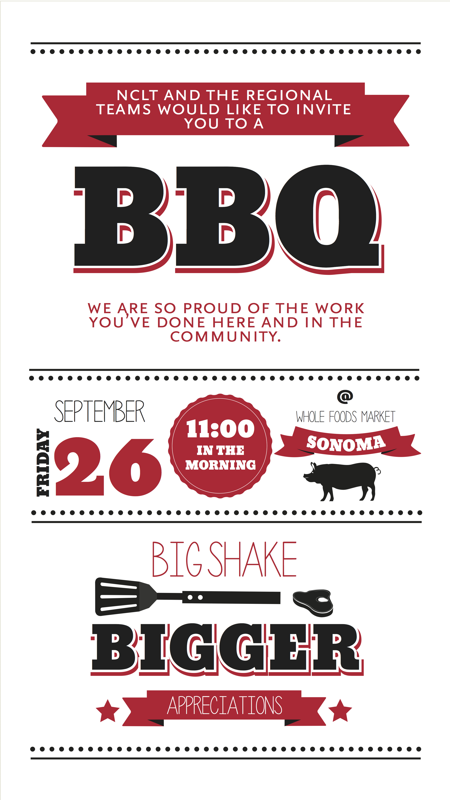 NCLT AND THE REGIONAL
TEAMS WOULD LIKE TO INVITE
YOU TO A
BBQ
WE ARE SO PROUD OF THE WORK
YOU'VE DONE HERE AND IN THE
COMMUNITY.
FRIDAY
SEPTEMBER
26
11:00
IN THE
MORNING
@
WHOLE FOODS MARKET
SONOMA
BIG SHAKE
BIGGER
APPRECIATIONS